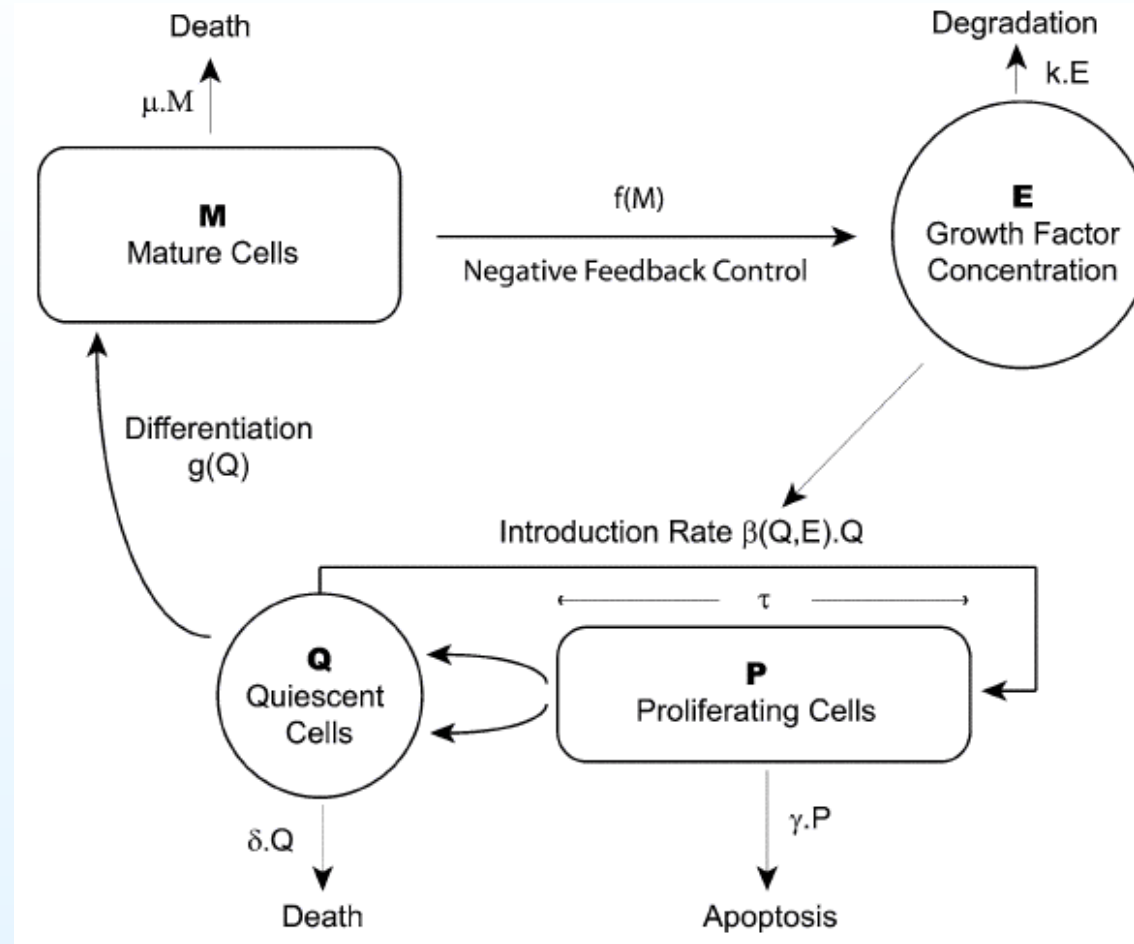 Death
μ.M
M
Mature Cells
f(M)
Negative Feedback Control
Degradation
k.E
E
Growth Factor
Concentration
Differentiation
g(Q)
Introduction Rate β(Q,E).Q
τ
Q
Quiescent
Cells
P
Proliferating Cells
δ.Q
γ.P
Death
Apoptosis